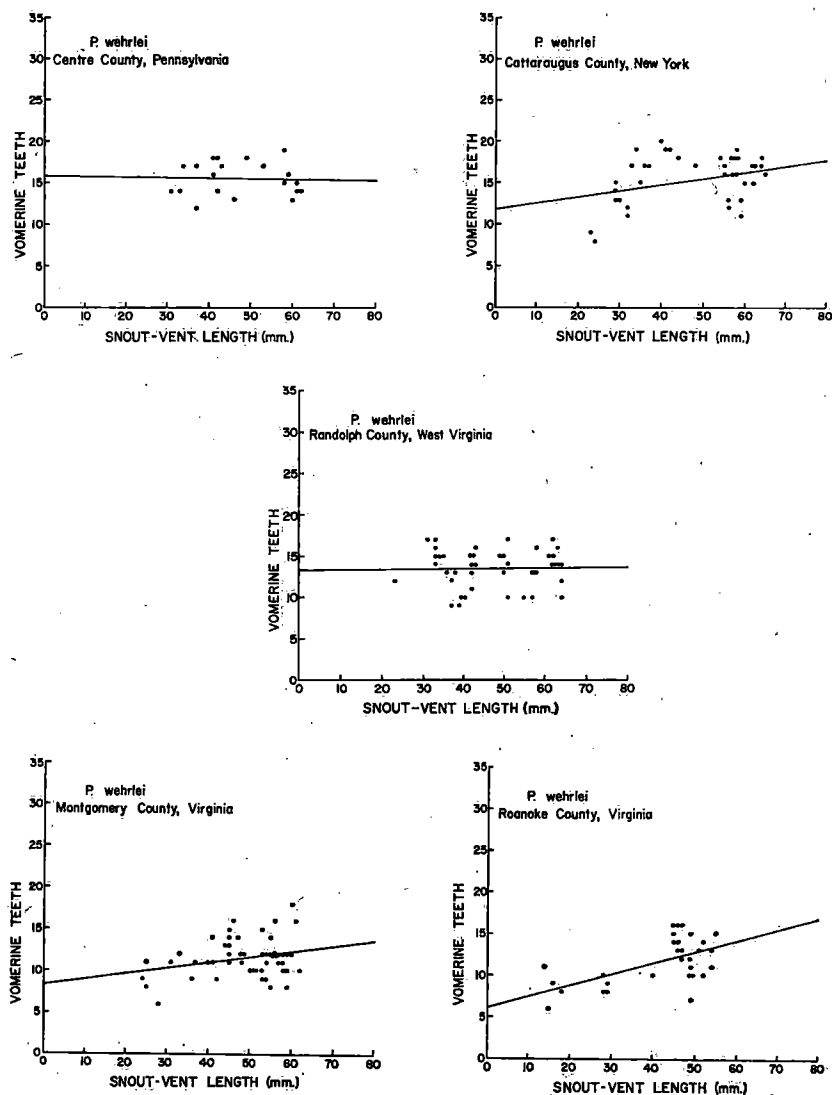 P. wehrlei
Centre County, Pennsylvania
35
30
25
20
15
10
5
0
VOMERINE TEETH
0 10 20 30 40 50 60 70 80
SNOUT-VENT LENGTH (mm.)
P. wehrlei
Cattaraugus County, New York
35
30
25
20
15
10
5
0
VOMERINE TEETH
0 10 20 30 40 50 60 70 80
SNOUT-VENT LENGTH (mm.)
P. wehrlei
Randolph County, West Virginia
35
30
25
20
15
10
5
0
VOMERINE TEETH
0 10 20 30 40 50 60 70 80
SNOUT-VENT LENGTH (mm.)
P. wehrlei
Montgomery County, Virginia
35
30
25
20
15
10
5
0
VOMERINE TEETH
0 10 20 30 40 50 60 70 80
SNOUT-VENT LENGTH (mm.)
P. wehrlei
Roanoke County, Virginia
35
30
25
20
15
10
5
0
VOMERINE TEETH
0 10 20 30 40 50 60 70 80
SNOUT-VENT LENGTH (mm.)